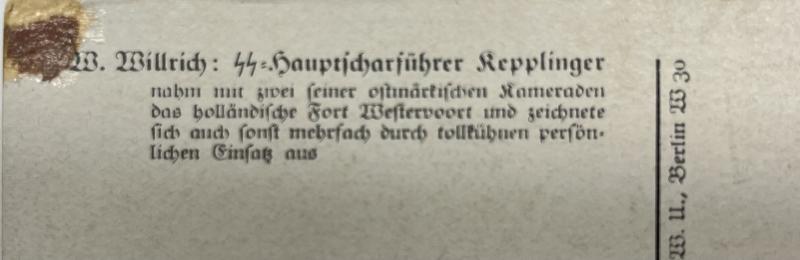 W. Willrich: ᛋᛋ-Hauptscharführer Kepplinger
nahm mit zwei seiner ostmärkischen Kameraden
das holländische Fort Westervoort und zeichnete
sich auch sonst mehrfach durch tollkühnen persön-
lichen Einsatz aus
W. U., Berlin W 30